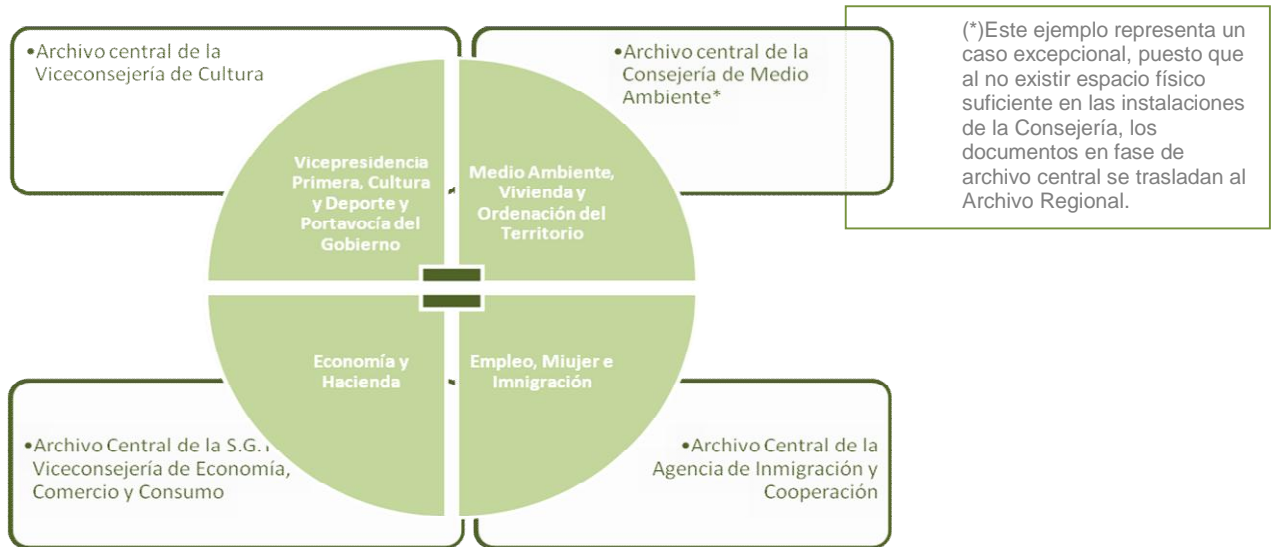 •Archivo central de la
Viceconsejería de Cultura
•Archivo central de la
Consejería de Medio
Ambiente*
(*)Este ejemplo representa un
caso excepcional, puesto que
al no existir espacio físico
suficiente en las instalaciones
de la Consejería, los
documentos en fase de
archivo central se trasladan al
Archivo Regional.
Vicepresidencia
Primera, Cultura
y Deporte y
Portavocía del
Gobierno
Medio Ambiente,
Vivienda y
Ordenación del
Territorio
Economía y
Hacienda
Empleo, Miujer e
Imnigración
•Archivo Central de la S.G.
Viceconsejería de Economía,
Comercio y Consumo
•Archivo Central de la
Agencia de Inmigración y
Cooperación